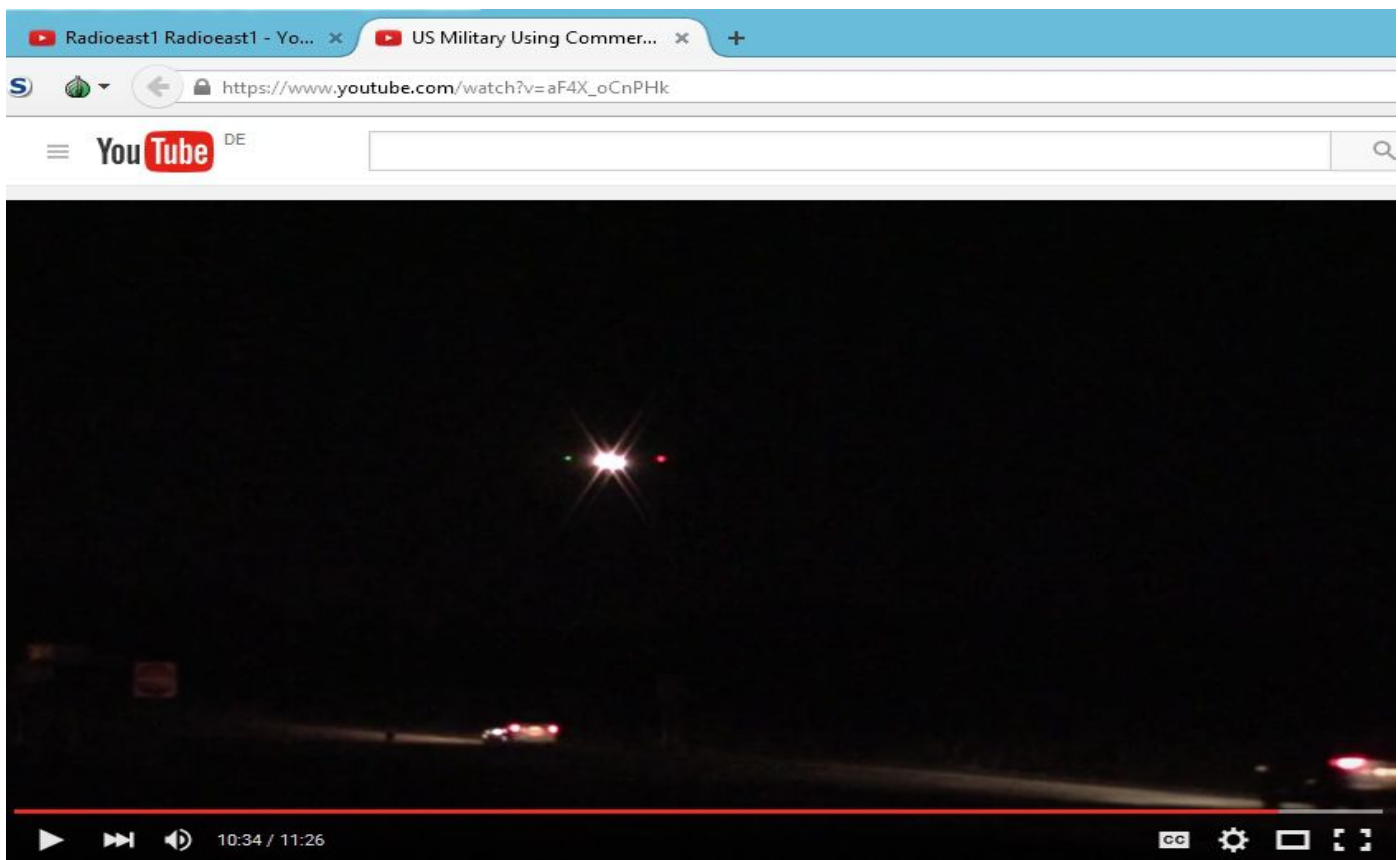 Radioeast1 Radioeast1 - Yo... × US Military Using Commer... × +
S https://www.youtube.com/watch?v=aF4X_oCnPHk
YouTube DE
10:34 / 11:26 CC